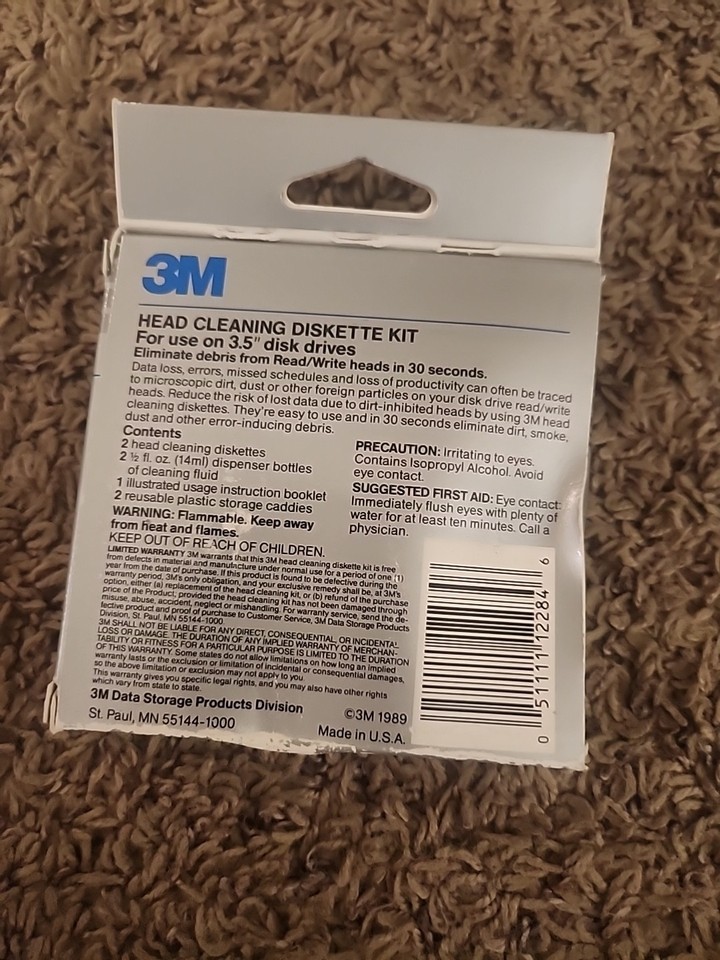 3M
HEAD CLEANING DISKETTE KIT
For use on 3.5" disk drives
Eliminate debris from Read/Write heads in 30 seconds.
Data loss, errors, missed schedules and loss of productivity can often be traced
to microscopic dirt, dust or other foreign particles on your disk drive read/write
heads. Reduce the risk of lost data due to dirt-inhibited heads by using 3M head
cleaning diskettes. They're easy to use and in 30 seconds eliminate dirt, smoke,
dust and other error-inducing debris.
Contents
2 head cleaning diskettes
2 ½ fl. oz. (14ml) dispenser bottles
of cleaning fluid
1 illustrated usage instruction booklet
2 reusable plastic storage caddies
WARNING: Flammable. Keep away
from heat and flames.
KEEP OUT OF REACH OF CHILDREN.
PRECAUTION: Irritating to eyes.
Contains Isopropyl Alcohol. Avoid
eye contact.
SUGGESTED FIRST AID: Eye contact:
Immediately flush eyes with plenty of
water for at least ten minutes. Call a
physician.
LIMITED WARRANTY 3M warrants that this 3M head cleaning diskette kit is free
from defects in material and manufacture under normal use for a period of one (1)
year from the date of purchase. If this product is found to be defective during the
warranty period, 3M's only obligation, and your exclusive remedy shall be, at 3M's
option, either (a) replacement of the head cleaning kit, or (b) refund of the purchase
price of the Product, provided the head cleaning kit has not been damaged through
misuse, abuse, accident, neglect or mishandling. For warranty service, send the de-
fective product and proof of purchase to Customer Service, 3M Data Storage Products
Division, St. Paul, MN 55144-1000.
3M SHALL NOT BE LIABLE FOR ANY DIRECT, CONSEQUENTIAL, OR INCIDENTAL
LOSS OR DAMAGE. THE DURATION OF ANY IMPLIED WARRANTY OF MERCHAN-
TABILITY OR FITNESS FOR A PARTICULAR PURPOSE IS LIMITED TO THE DURATION
OF THIS WARRANTY. Some states do not allow limitations on how long an implied
warranty lasts or the exclusion or limitation of incidental or consequential damages,
so the above limitation or exclusion may not apply to you.
This warranty gives you specific legal rights, and you may also have other rights
which vary from state to state.
3M Data Storage Products Division
St. Paul, MN 55144-1000
©3M 1989
Made in U.S.A.
0 51111 12284 6